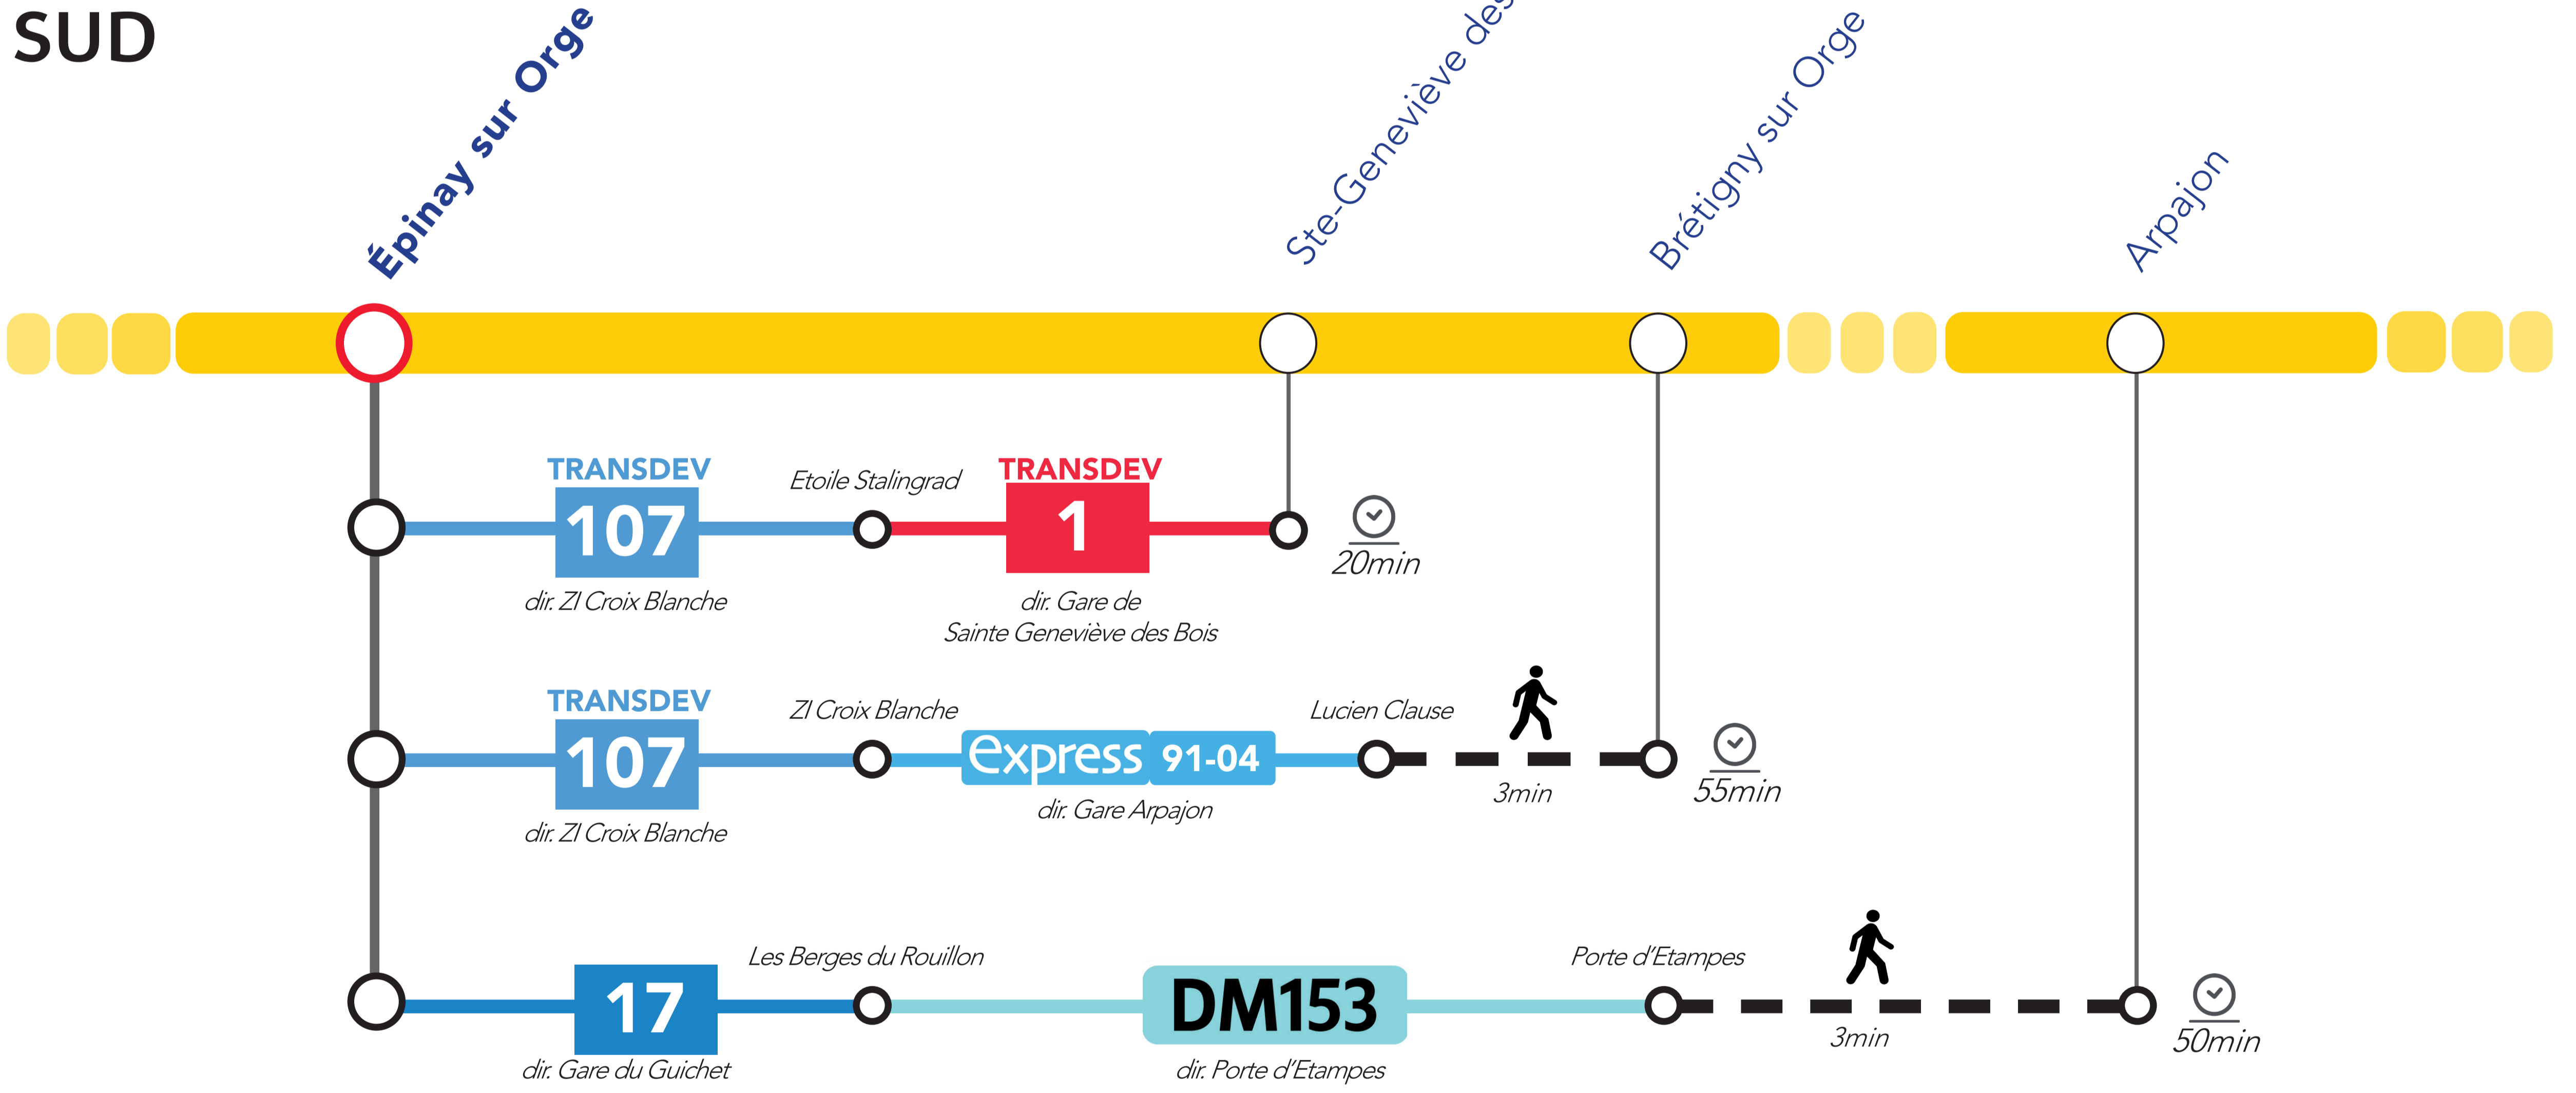 SUD
Épinay sur Orge
Ste-Geneviève des
Brétigny sur Orge
Arpajon
TRANSDEV
107
dir. ZI Croix Blanche
Etoile Stalingrad
TRANSDEV
1
dir. Gare de
Sainte Geneviève des Bois
20min
TRANSDEV
107
dir. ZI Croix Blanche
ZI Croix Blanche
express 91-04
dir. Gare Arpajon
Lucien Clause
3min
55min
17
dir. Gare du Guichet
Les Berges du Rouillon
DM153
dir. Porte d'Etampes
Porte d'Etampes
3min
50min